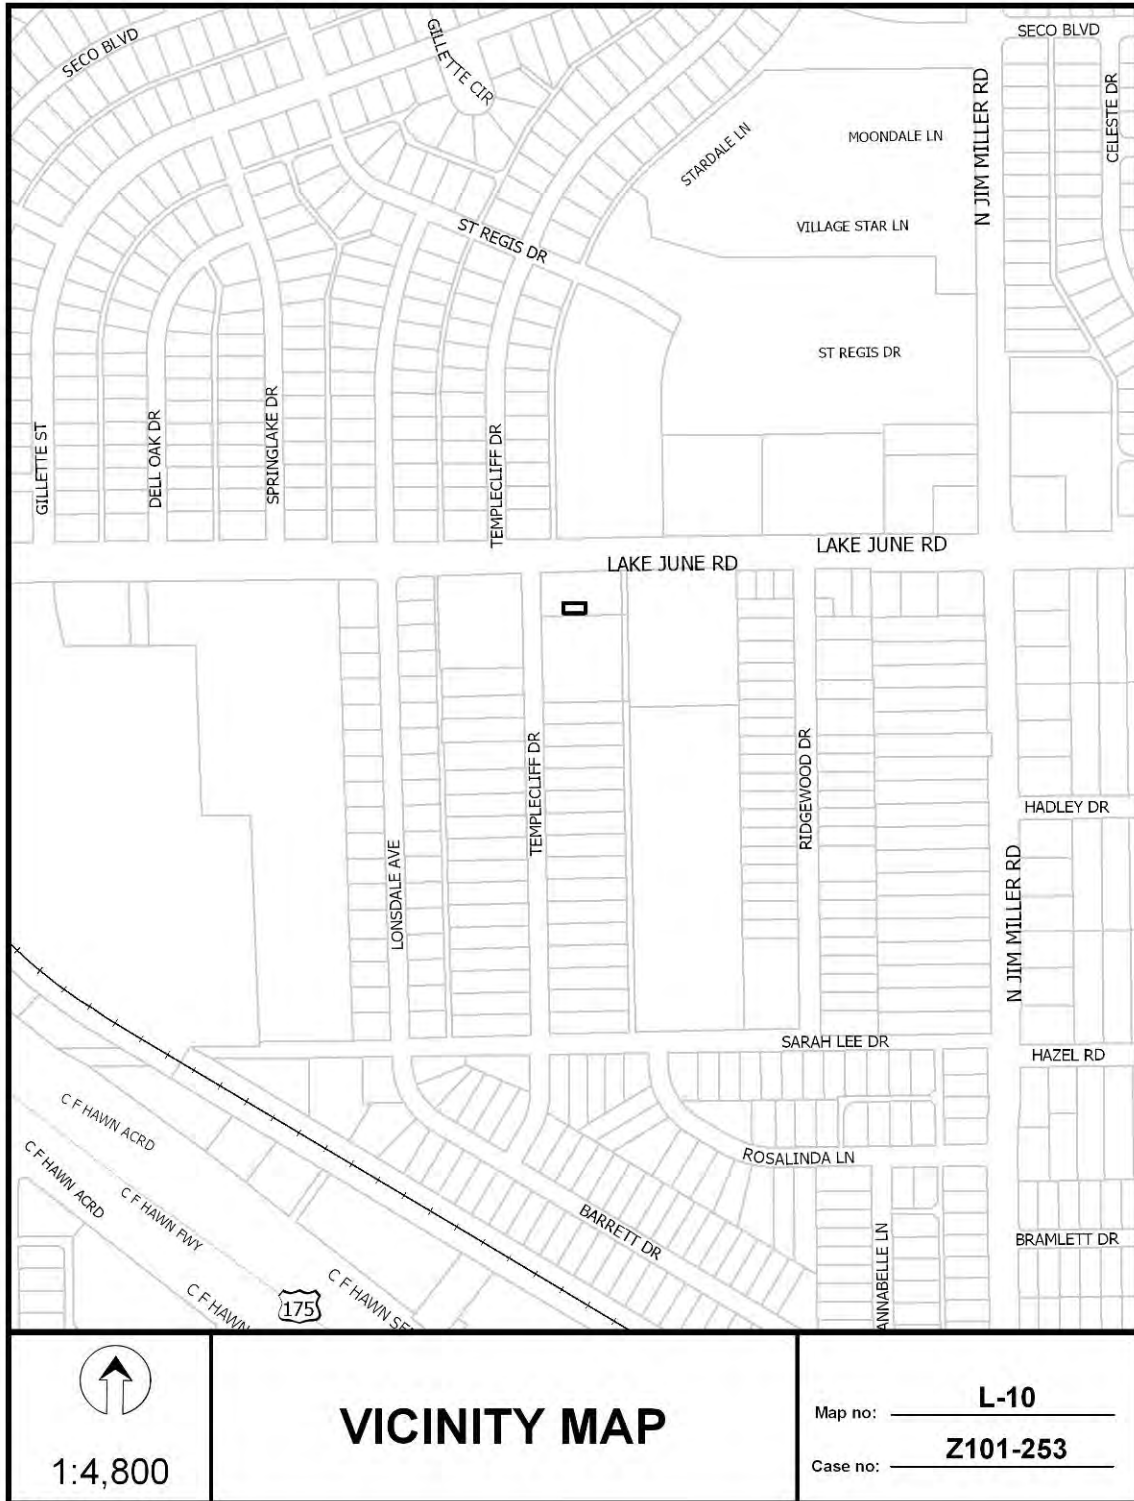 SECO BLVD
GILLETTE CIR
SECO BLVD
N JIM MILLER RD
CELESTE DR
STARDALE LN
MOONDALE LN
ST REGIS DR
VILLAGE STAR LN
ST REGIS DR
GILLETTE ST
DELL OAK DR
SPRINGLAKE DR
TEMPLECLIFF DR
LAKE JUNE RD
LAKE JUNE RD
LONSDALE AVE
TEMPLECLIFF DR
RIDGEWOOD DR
HADLEY DR
N JIM MILLER RD
SARAH LEE DR
HAZEL RD
C F HAWN ACRD
C F HAWN ACRD
C F HAWN FWY
C F HAWN
175
C F HAWN SE
ROSALINDA LN
BARRETT DR
ANNABELLE LN
BRAMLETT DR
1:4,800
VICINITY MAP
Map no: L-10
Case no: Z101-253